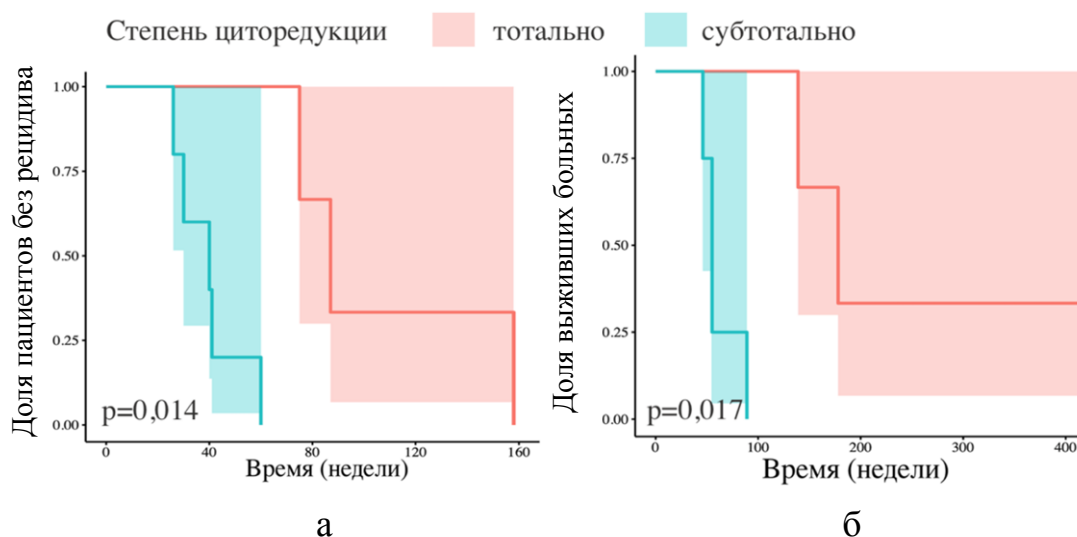 Степень циторедукции тотально субтотально
Доля пациентов без рецидива
1.00
0.75
0.50
0.25
0.00
p=0,014
0 40 80 120 160
Время (недели)
а
Доля выживших больных
1.00
0.75
0.50
0.25
0.00
p=0,017
0 100 200 300 400
Время (недели)
б